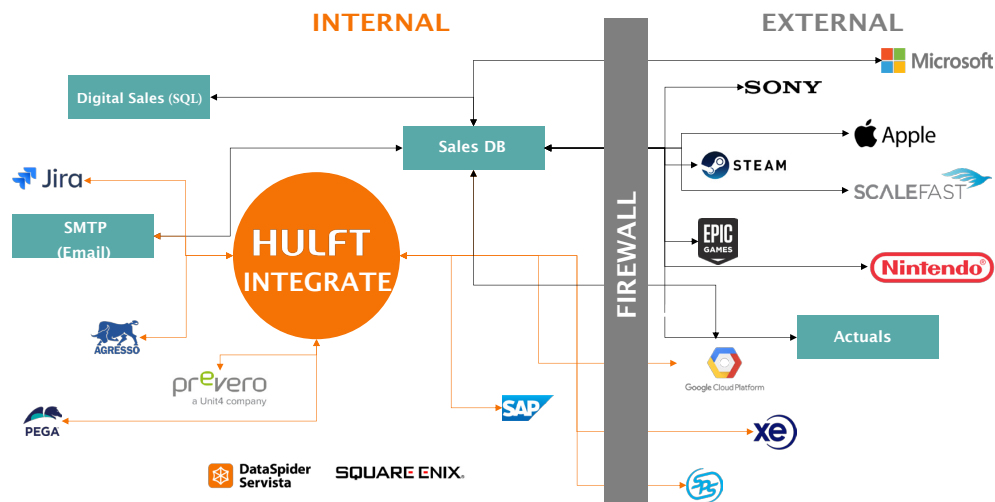 INTERNAL
EXTERNAL
Microsoft
Digital Sales (SQL)
SONY
Sales DB
Apple
STEAM
Jira
SCALEFAST
SMTP
(Email)
HULFT
INTEGRATE
FIREWALL
EPIC
GAMES
Nintendo®
AGRESSO
Actuals
prevero
a Unit4 company
Google Cloud Platform
PEGA
SAP
xe
DataSpider
Servista
SQUARE ENIX®
SPS